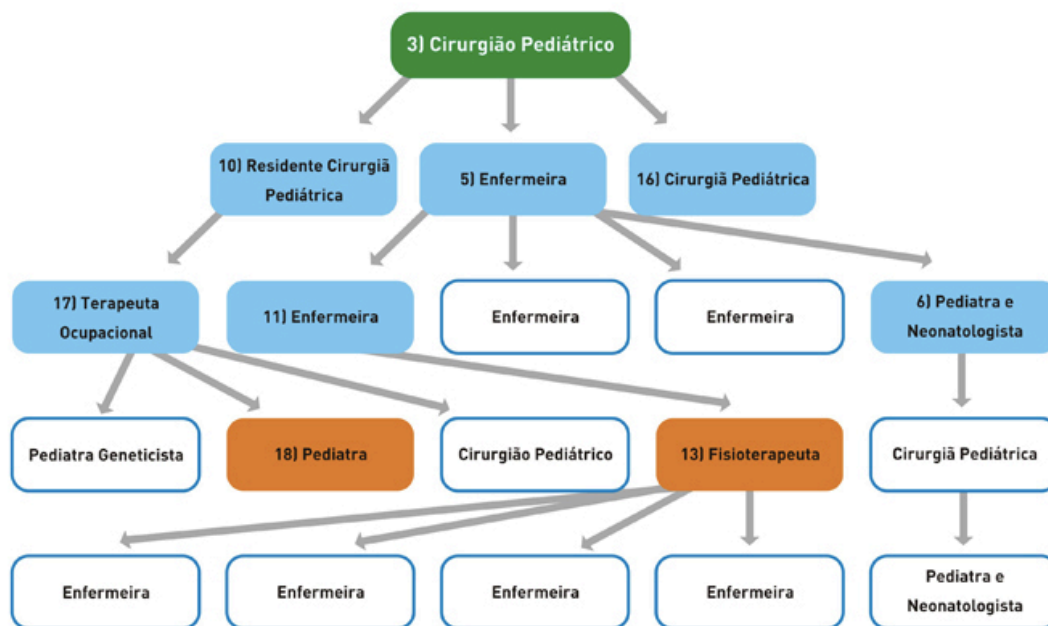 3) Cirurgião Pediátrico
10) Residente Cirurgiã
Pediátrica
5) Enfermeira
16) Cirurgiã Pediátrica
17) Terapeuta
Ocupacional
11) Enfermeira
Enfermeira
Enfermeira
6) Pediatra e
Neonatologista
Pediatra Geneticista
18) Pediatra
Cirurgião Pediátrico
13) Fisioterapeuta
Cirurgiã Pediátrica
Enfermeira
Enfermeira
Enfermeira
Enfermeira
Pediatra e
Neonatologista